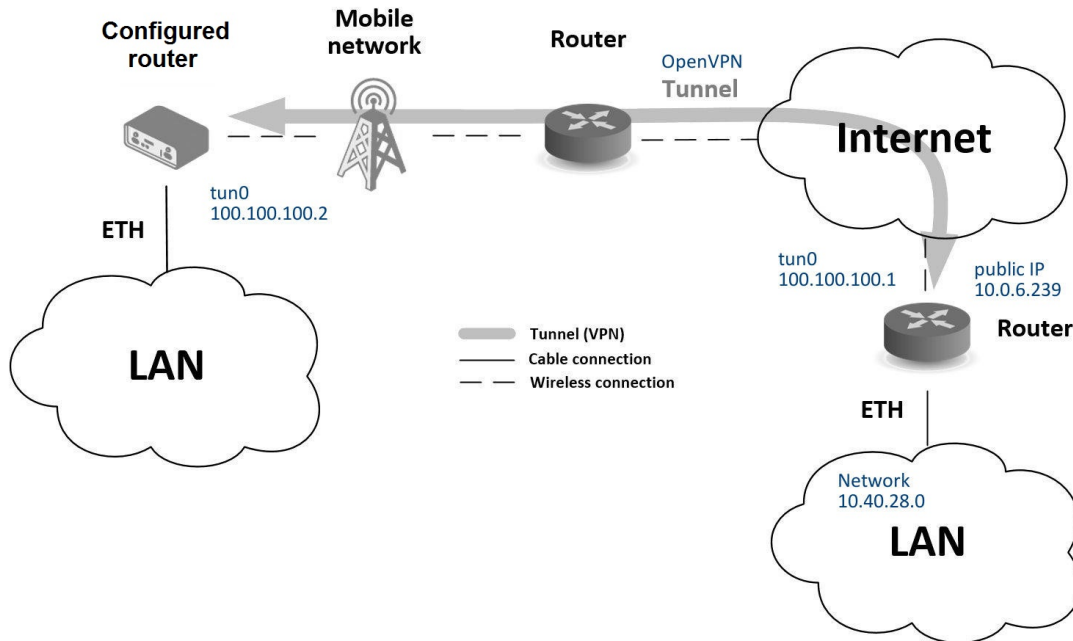 Configured
router
Mobile
network
Router
OpenVPN
Tunnel
Internet
tun0
100.100.100.2
ETH
tun0
100.100.100.1
public IP
10.0.6.239
Router
LAN
Tunnel (VPN)
Cable connection
Wireless connection
ETH
Network
10.40.28.0
LAN